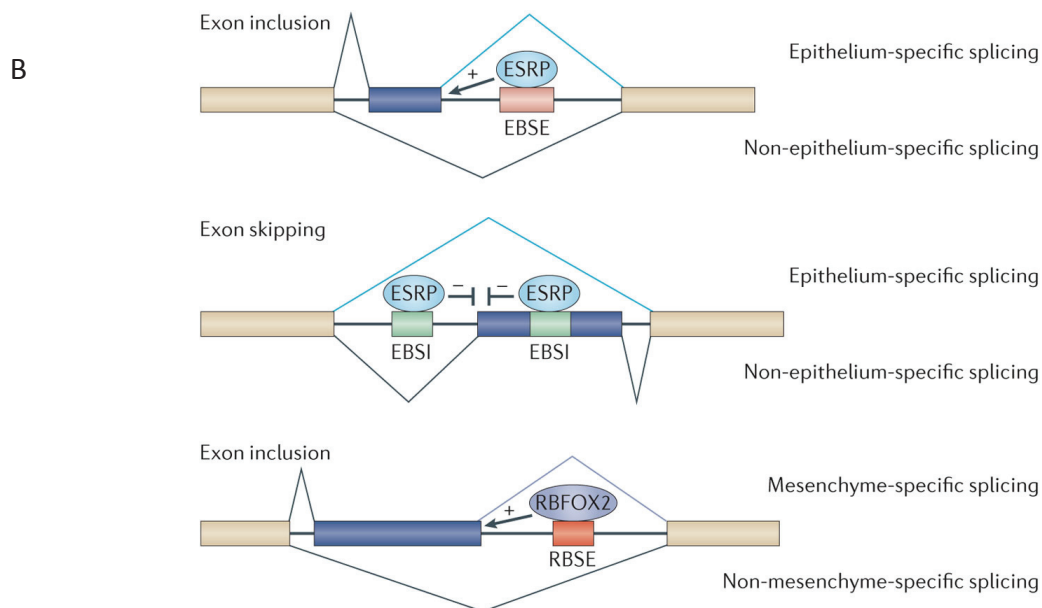 B
Exon inclusion
Epithelium-specific splicing
+
ESRP
EBSE
Non-epithelium-specific splicing
Exon skipping
Epithelium-specific splicing
ESRP
−
−
ESRP
EBSI
EBSI
Non-epithelium-specific splicing
Exon inclusion
Mesenchyme-specific splicing
+
RBFOX2
RBSE
Non-mesenchyme-specific splicing